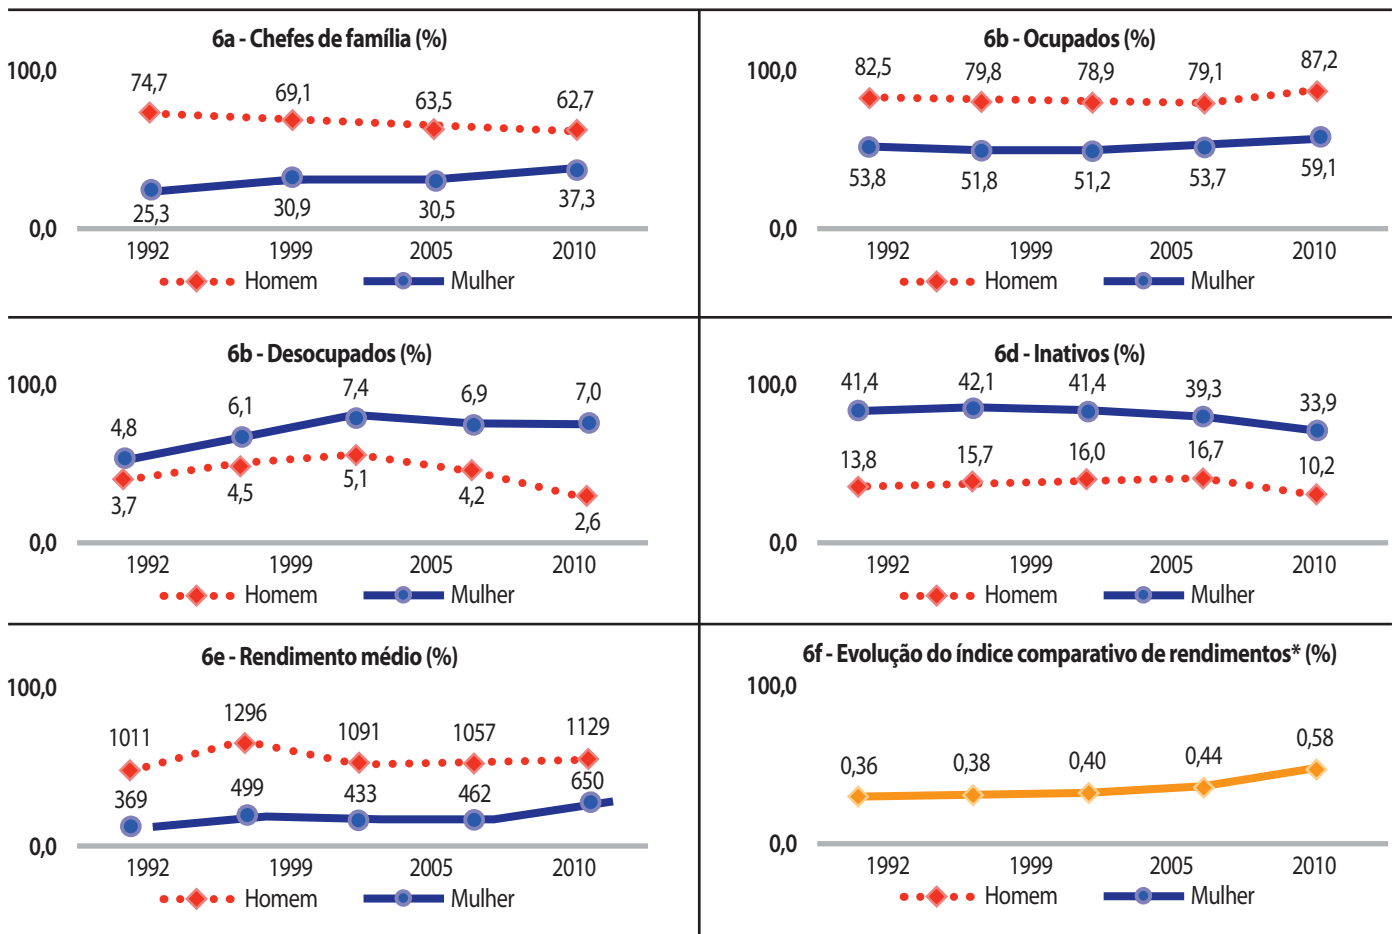 6a - Chefes de família (%)
100,0
74,7
69,1
63,5
62,7
25,3
30,9
30,5
37,3
0,0
1992 1999 2005 2010
Homem Mulher
6b - Ocupados (%)
100,0
82,5 79,8 78,9 79,1 87,2
53,8 51,8 51,2 53,7 59,1
0,0
1992 1999 2005 2010
Homem Mulher
6b - Desocupados (%)
100,0
4,8 6,1 7,4 6,9 7,0
3,7 4,5 5,1 4,2 2,6
0,0
1992 1999 2005 2010
Homem Mulher
6d - Inativos (%)
100,0
41,4 42,1 41,4 39,3 33,9
13,8 15,7 16,0 16,7 10,2
0,0
1992 1999 2005 2010
Homem Mulher
6e - Rendimento médio (%)
100,0
1011 1296 1091 1057 1129
369 499 433 462 650
0,0
1992 1999 2005 2010
Homem Mulher
6f - Evolução do índice comparativo de rendimentos* (%)
100,0
0,36 0,38 0,40 0,44 0,58
0,0
1992 1999 2005 2010
Homem Mulher